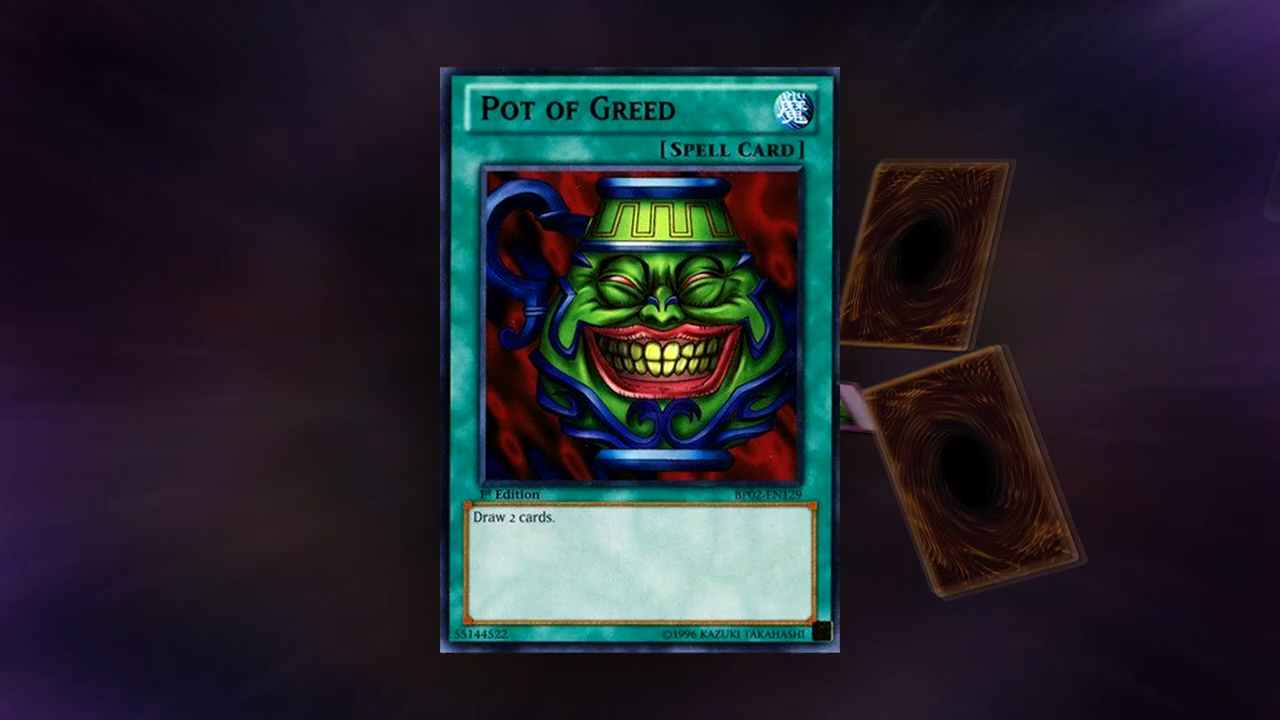 Pot of Greed
[Spell Card]
1st Edition
BP02-EN129
Draw 2 cards.
55144522
©1996 KAZUKI TAKAHASHI